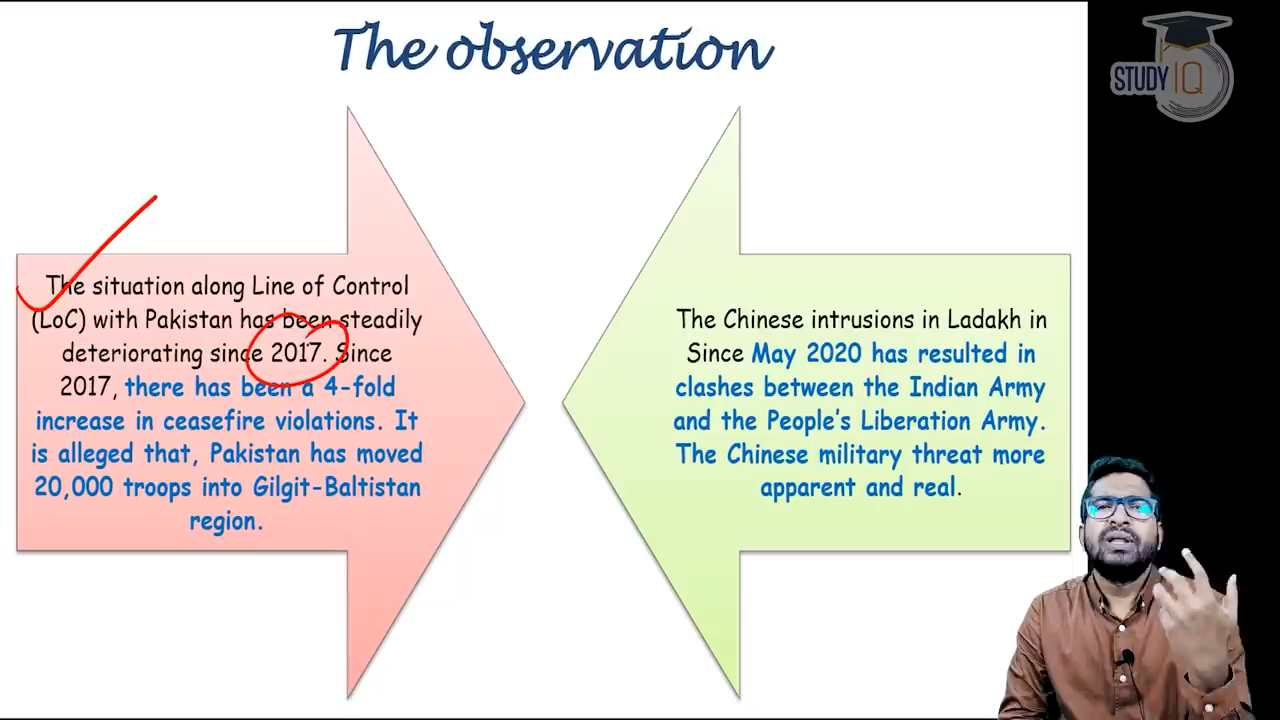 The observation
STUDY IQ
The situation along Line of Control
(LoC) with Pakistan has been steadily
deteriorating since 2017. Since
2017, there has been a 4-fold
increase in ceasefire violations. It
is alleged that, Pakistan has moved
20,000 troops into Gilgit-Baltistan
region.
The Chinese intrusions in Ladakh in
Since May 2020 has resulted in
clashes between the Indian Army
and the People's Liberation Army.
The Chinese military threat more
apparent and real.